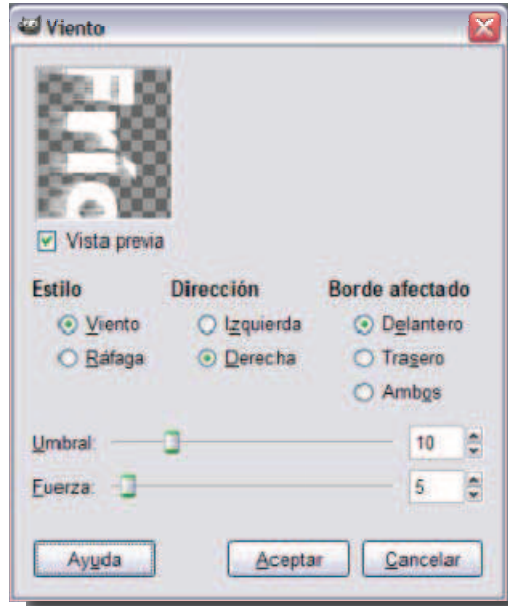 Viento
Frío
Vista previa
Estilo Dirección Borde afectado
Viento Izquierda Delantero
Ráfaga Derecha Trasero
Ambos
Umbral: 10
Fuerza: 5
Ayuda Aceptar Cancelar